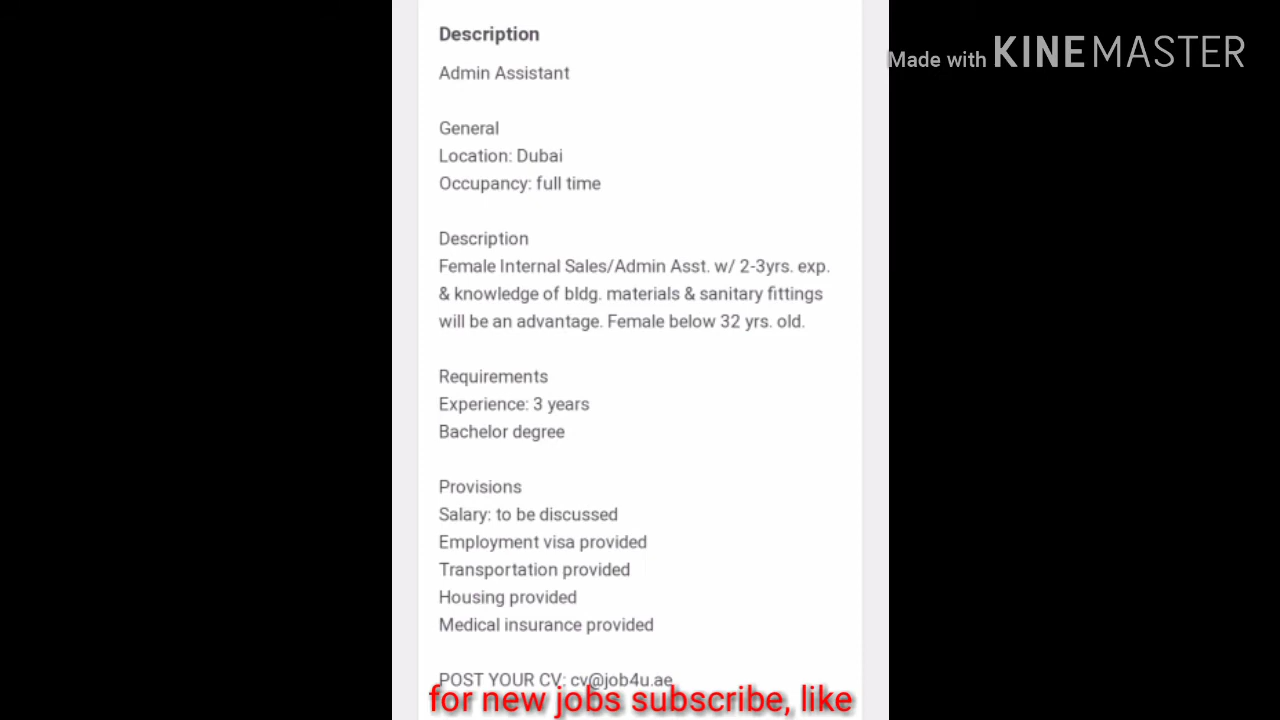 Description
Made with KINEMASTER
Admin Assistant
General
Location: Dubai
Occupancy: full time
Description
Female Internal Sales/Admin Asst. w/ 2-3yrs. exp.
& knowledge of bldg. materials & sanitary fittings
will be an advantage. Female below 32 yrs. old.
Requirements
Experience: 3 years
Bachelor degree
Provisions
Salary: to be discussed
Employment visa provided
Transportation provided
Housing provided
Medical insurance provided
POST YOUR CV: cv@job4u.ae
for new jobs subscribe, like